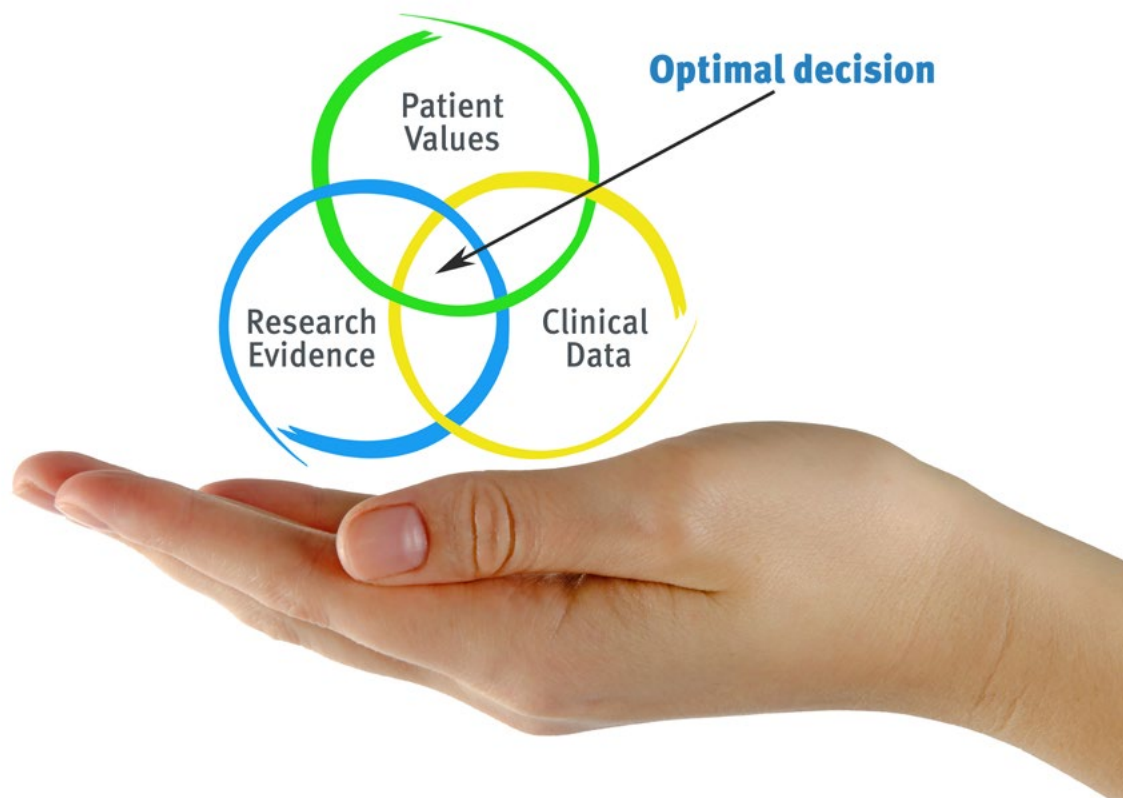 Optimal decision
Patient
Values
Research
Evidence
Clinical
Data